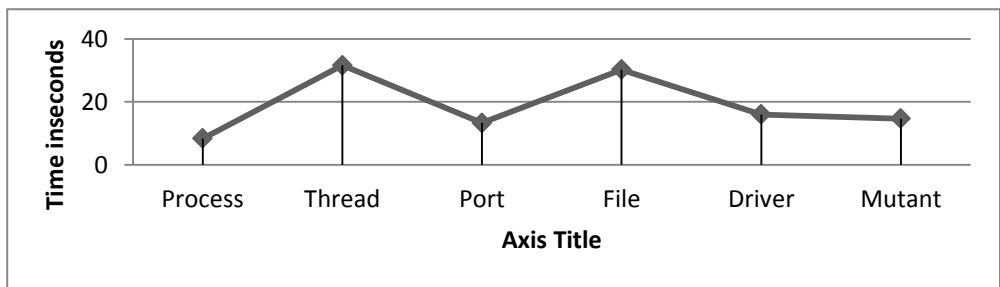 Time inseconds
40
20
0
Process Thread Port File Driver Mutant
Axis Title